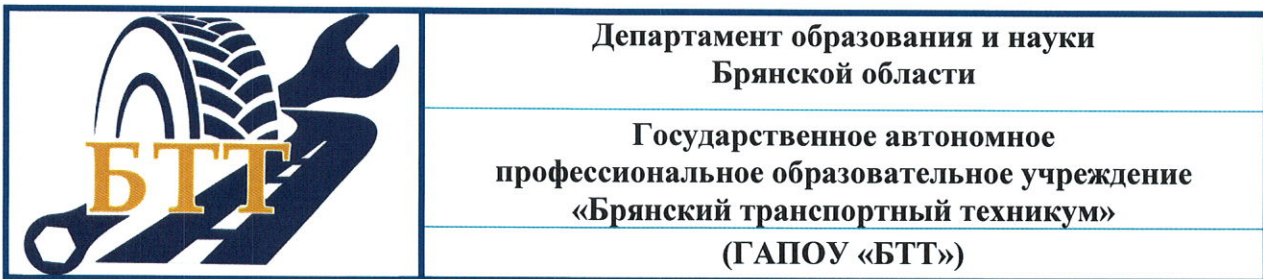 БТТ
Департамент образования и науки
Брянской области
Государственное автономное
профессиональное образовательное учреждение
«Брянский транспортный техникум»
(ГАПОУ «БТТ»)